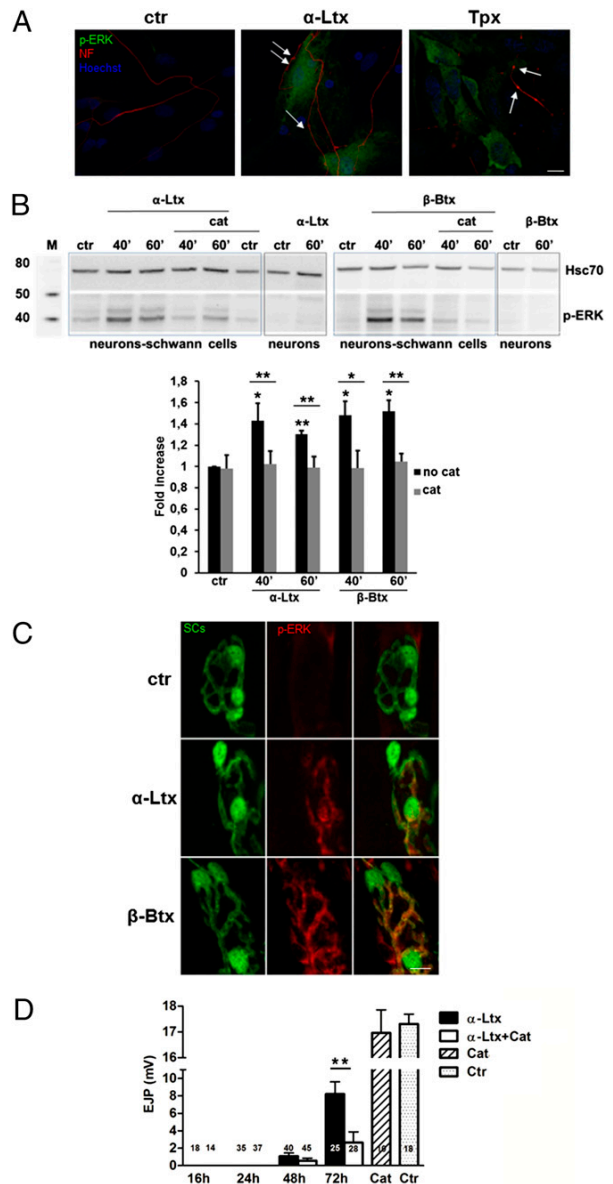 A
ctr α-Ltx Tpx
p-ERK
NF
Hoechst
B
α-Ltx β-Btx
cat α-Ltx cat β-Btx
M ctr 40' 60' 40' 60' ctr ctr 60' ctr 40' 60' 40' 60' ctr 60'
80
Hsc70
50
40
p-ERK
neurons-schwann cells neurons neurons-schwann cells neurons
1,8
1,6
1,4
1,2
1
0,8
0,6
0,4
0,2
0
Fold increase
** ** * **
* ** * *
no cat
cat
ctr 40' 60' 40' 60'
α-Ltx β-Btx
C
SCs p-ERK
ctr
α-Ltx
β-Btx
D
18
17
16
10
8
6
4
2
EJP (mV)
**
α-Ltx
α-Ltx+Cat
Cat
Ctr
18 14 35 37 40 45 25 28 18
16h 24h 48h 72h Cat Ctr